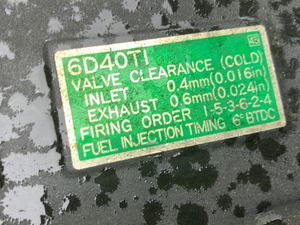 6D40TI
VALVE CLEARANCE (COLD)
INLET 0.4mm(0.016in)
EXHAUST 0.6mm(0.024in)
FIRING ORDER 1-5-3-6-2-4
FUEL INJECTION TIMING 6° BTDC